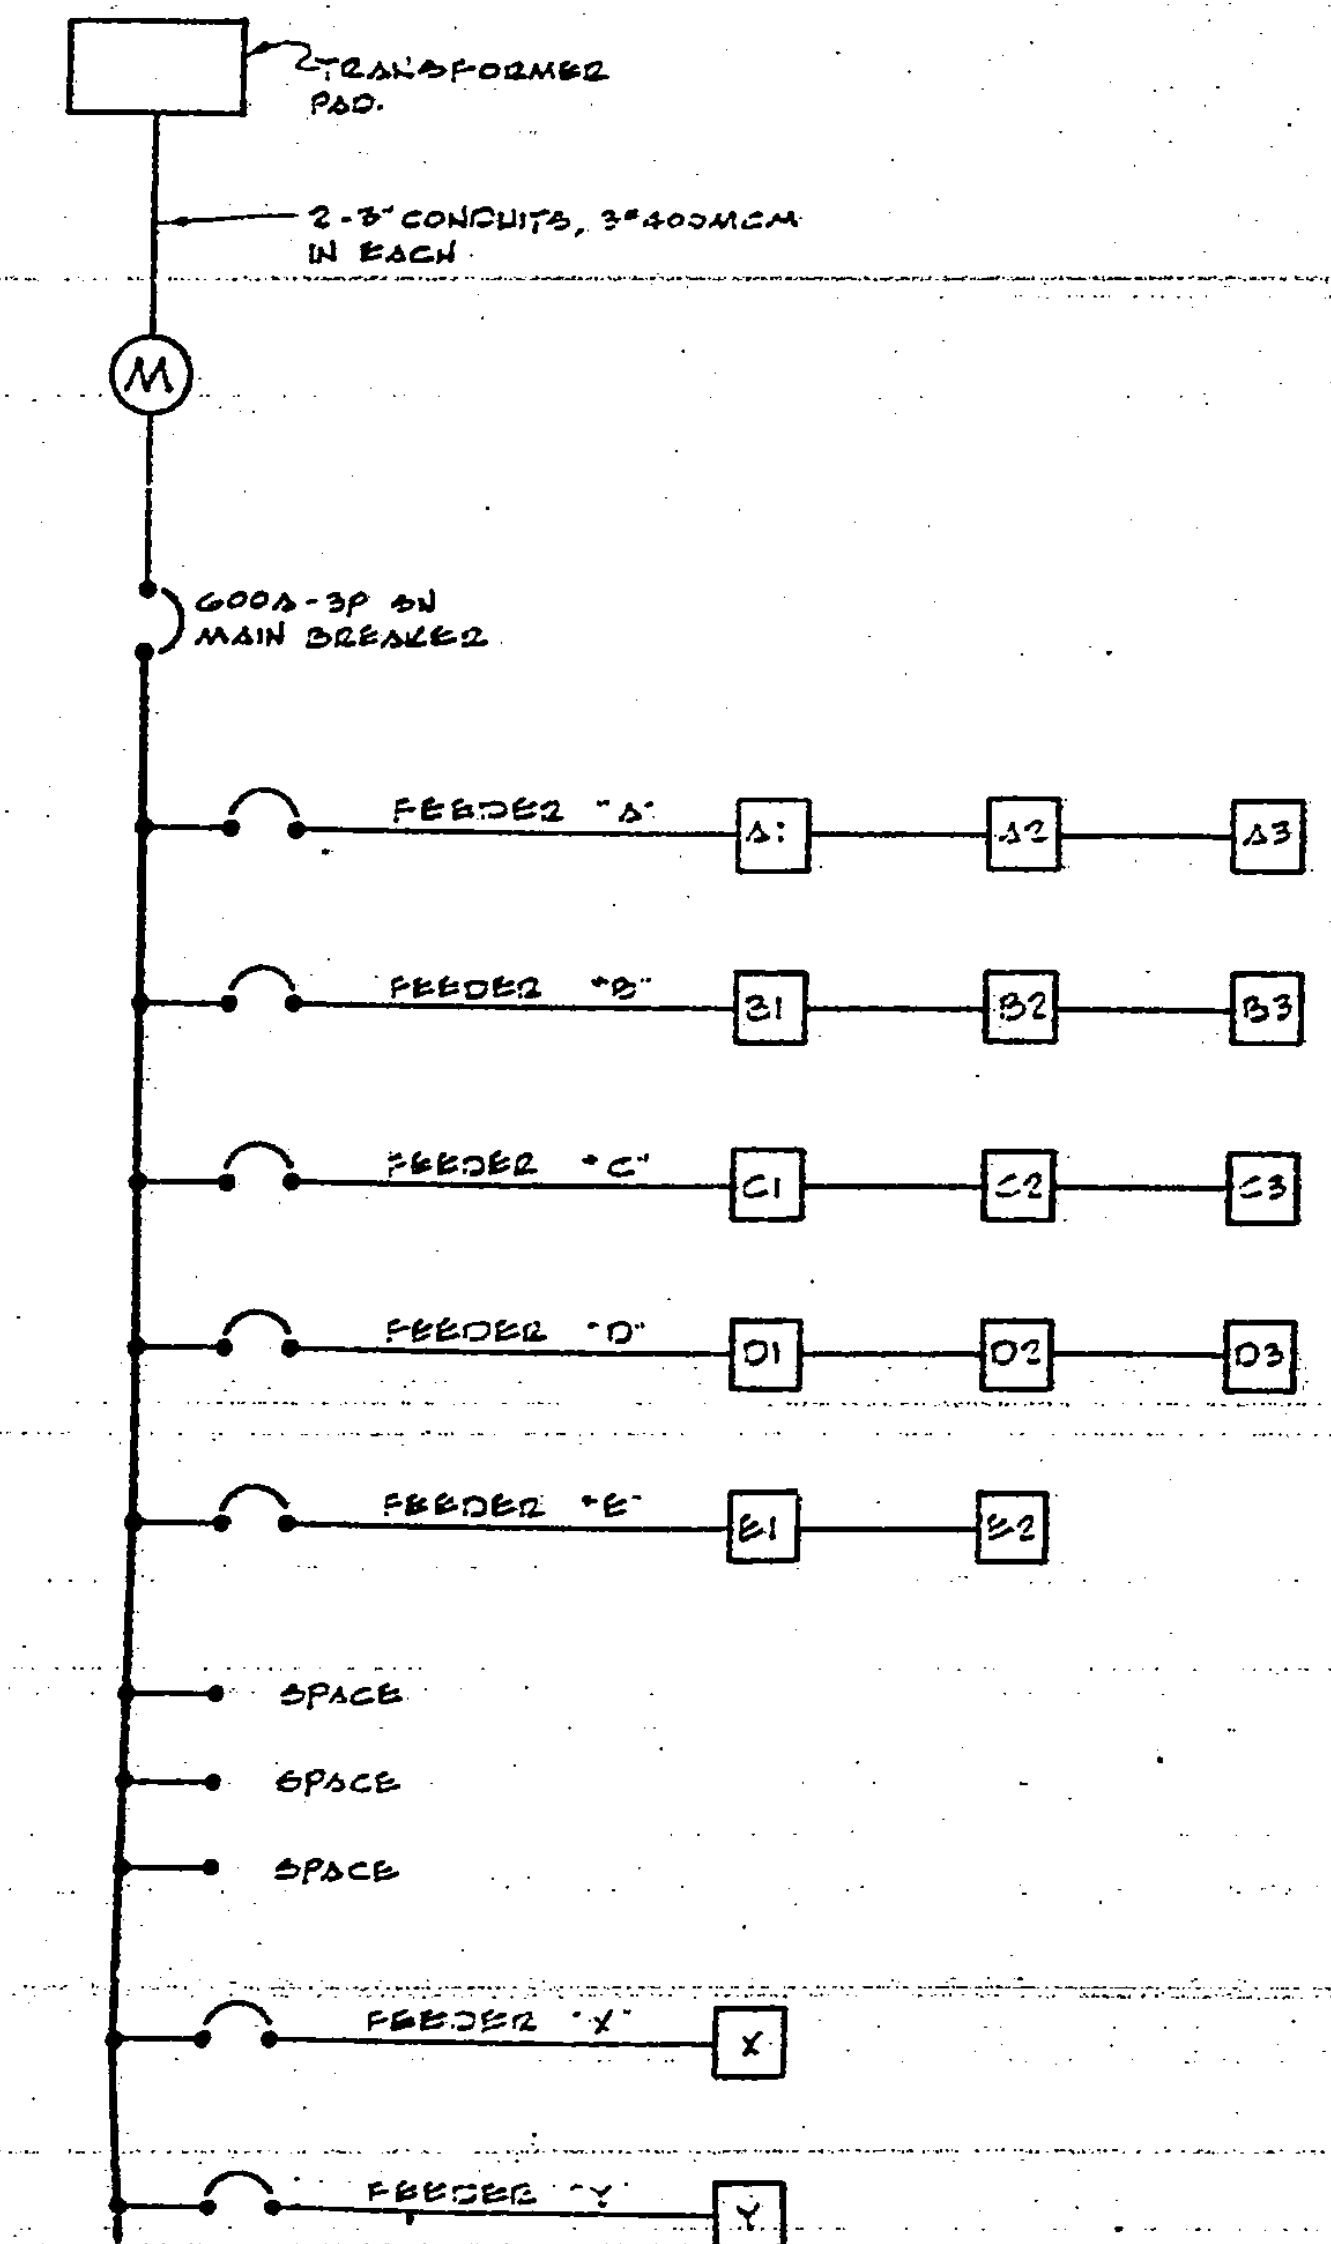 TRANSFORMER
PAD.
2-3" CONDUITS, 3#400MCM
IN EACH
M
600A-3P SN
MAIN BREAKER
FEEDER "A"
A1
A2
A3
FEEDER "B"
B1
B2
B3
FEEDER "C"
C1
C2
C3
FEEDER "D"
D1
D2
D3
FEEDER "E"
E1
E2
SPACE
SPACE
SPACE
FEEDER "X"
X
FEEDER "Y"
Y